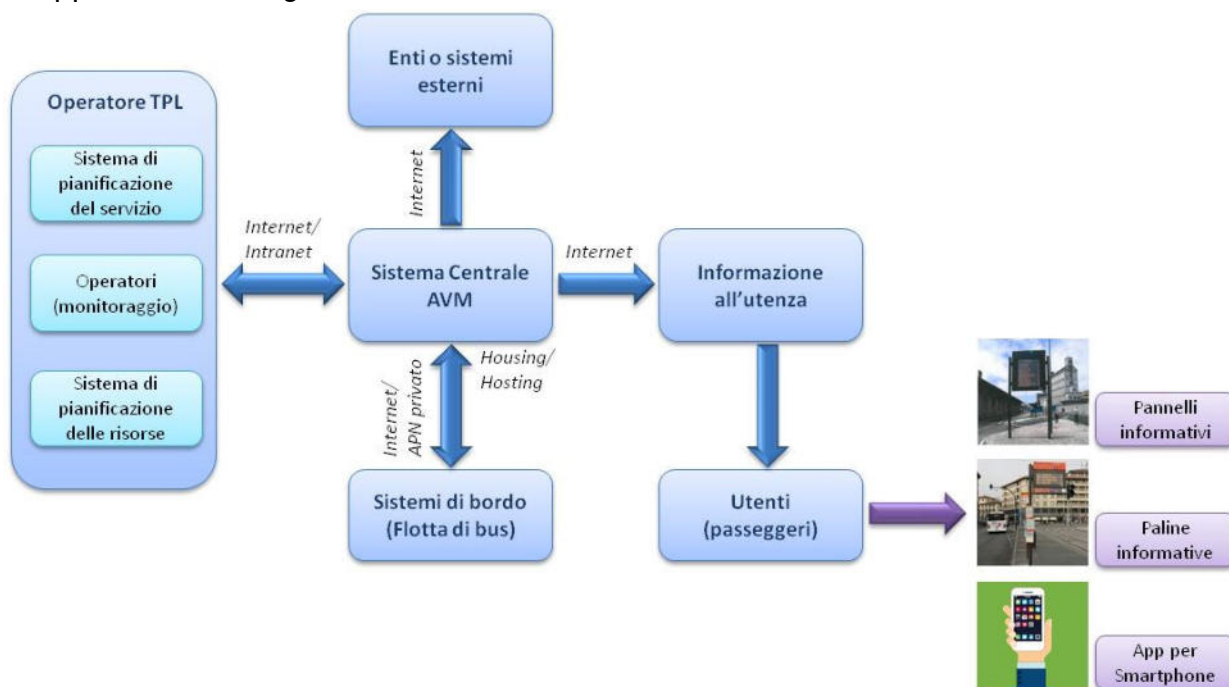 Enti o sistemi
esterni
Operatore TPL
Sistema di
pianificazione
del servizio
Operatori
(monitoraggio)
Sistema di
pianificazione
delle risorse
Internet/
Intranet
Internet
Sistema Centrale
AVM
Internet
Informazione
all'utenza
Internet/
APN privato
Housing/
Hosting
Sistemi di bordo
(Flotta di bus)
Utenti
(passeggeri)
Pannelli
informativi
Paline
informative
App per
Smartphone